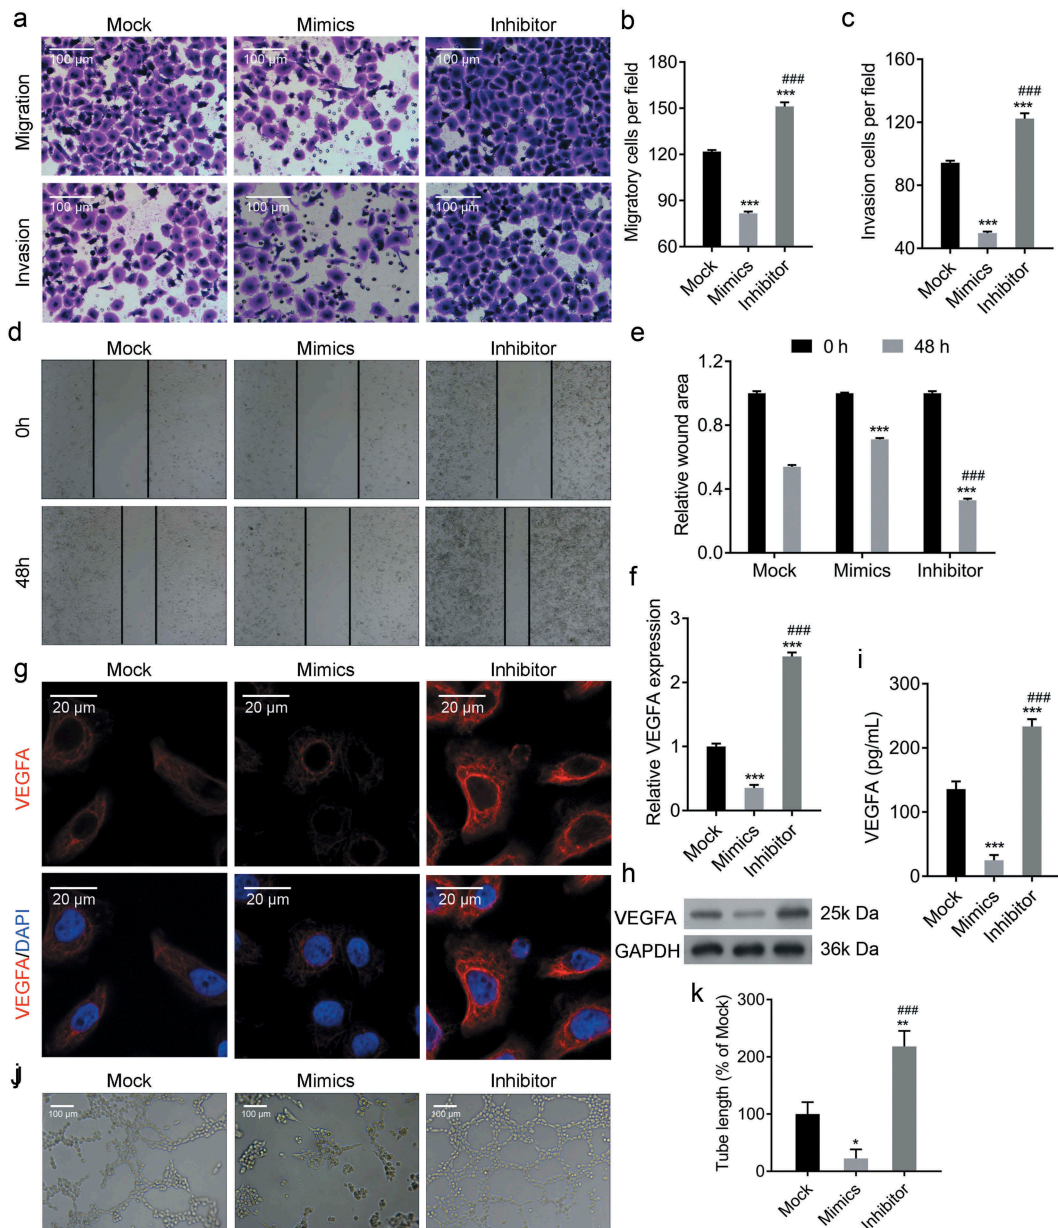 a
Mock
Mimics
Inhibitor
Migration
100 µm
100 µm
100 µm
Invasion
100 µm
100 µm
100 µm
b
Migratory cells per field
180
150
120
90
60
***
###
***
Mock
Mimics
Inhibitor
c
Invasion cells per field
160
120
80
40
***
###
***
Mock
Mimics
Inhibitor
d
Mock
Mimics
Inhibitor
0h
48h
e
0 h
48 h
Relative wound area
1.2
0.8
0.4
0.0
***
###
***
Mock
Mimics
Inhibitor
f
Relative VEGFA expression
3
2
1
0
***
###
***
Mock
Mimics
Inhibitor
g
Mock
Mimics
Inhibitor
VEGFA
20 µm
20 µm
20 µm
VEGFA/DAPI
20 µm
20 µm
20 µm
h
VEGFA
25k Da
GAPDH
36k Da
i
VEGFA (pg/mL)
300
200
100
0
***
###
***
Mock
Mimics
Inhibitor
j
Mock
Mimics
Inhibitor
100 µm
100 µm
100 µm
k
Tube length (% of Mock)
300
200
100
0
*
###
**
Mock
Mimics
Inhibitor